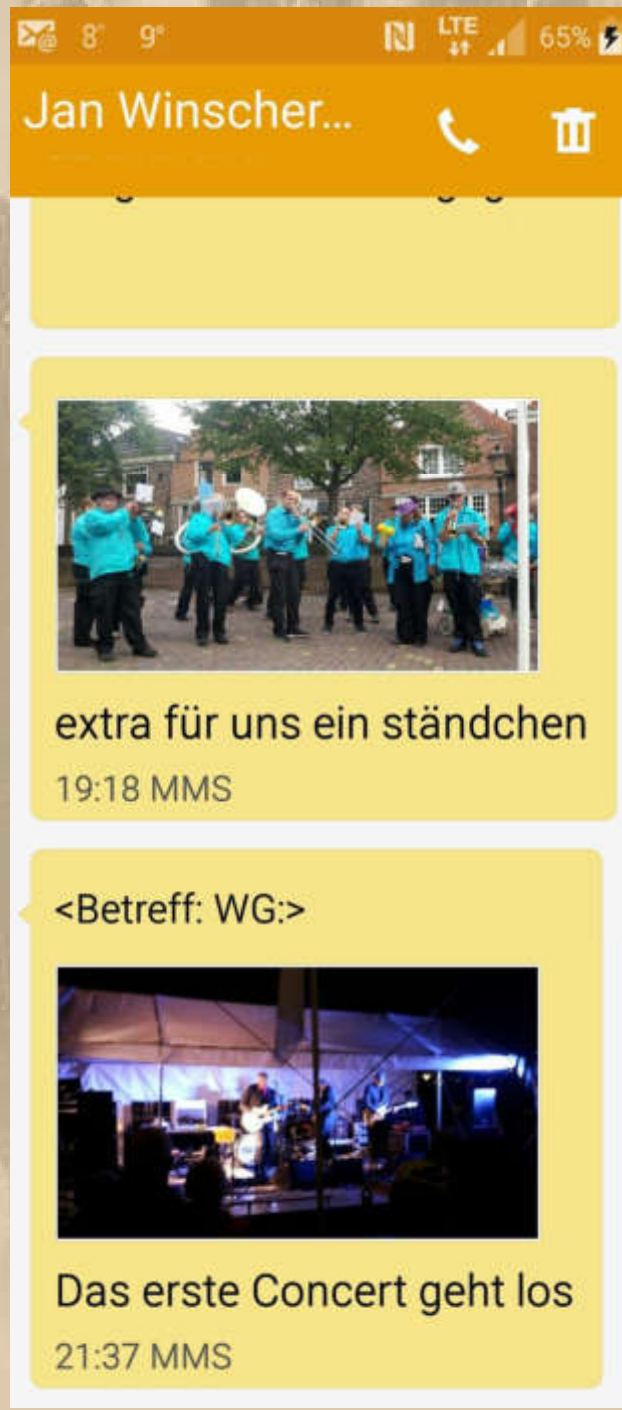 8° 9° LTE 65%
Jan Winscher...
extra für uns ein ständchen
19:18 MMS
<Betreff: WG:>
Das erste Concert geht los
21:37 MMS